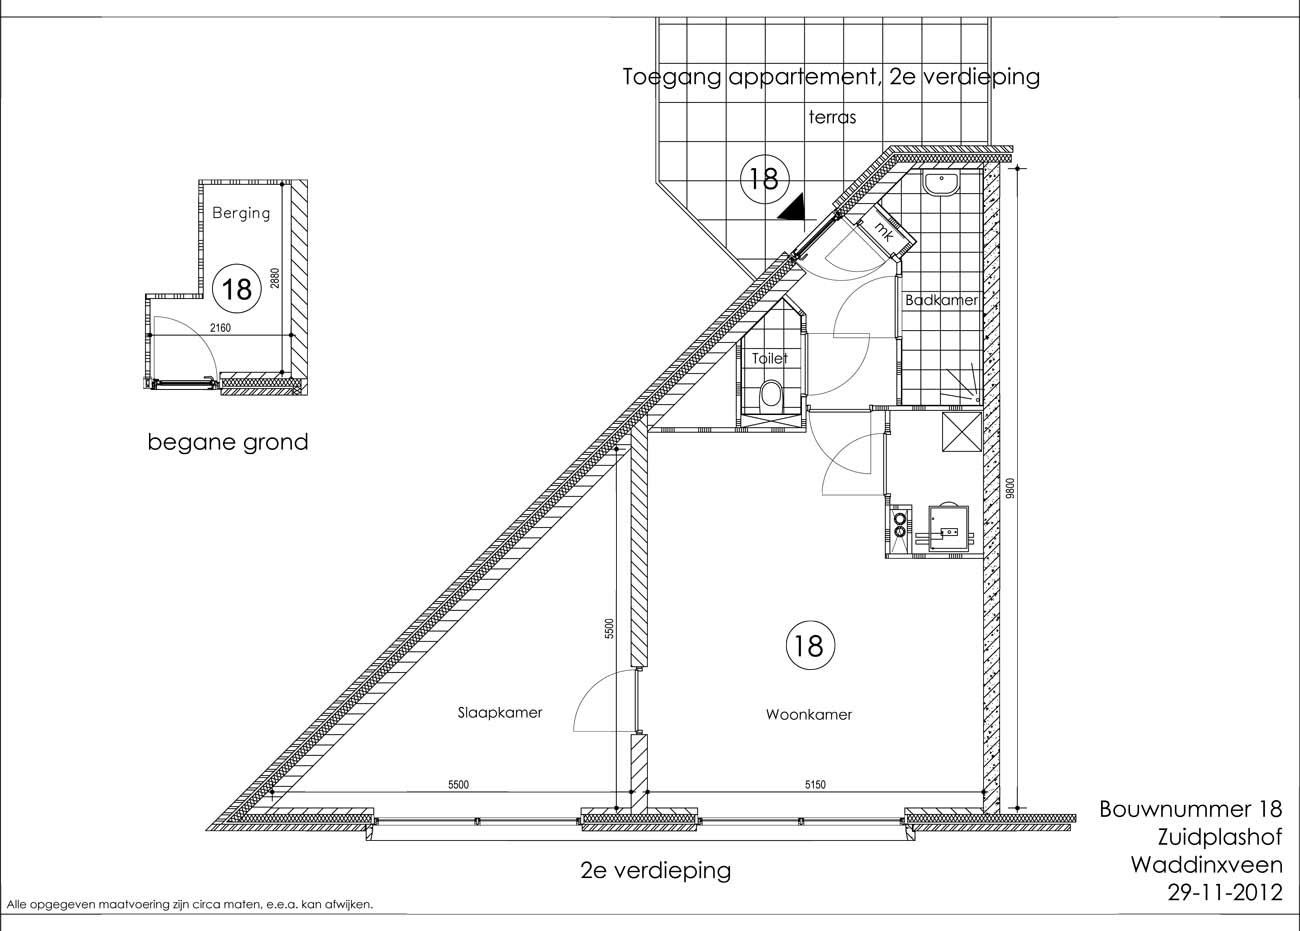 Toegang appartement, 2e verdieping
terras
18
mk
Berging
18
2880
2160
begane grond
Badkamer
Toilet
9800
5500
18
Slaapkamer
Woonkamer
5500
5150
2e verdieping
Bouwnummer 18
Zuidplashof
Waddinxveen
29-11-2012
Alle opgegeven maatvoering zijn circa maten, e.e.a. kan afwijken.